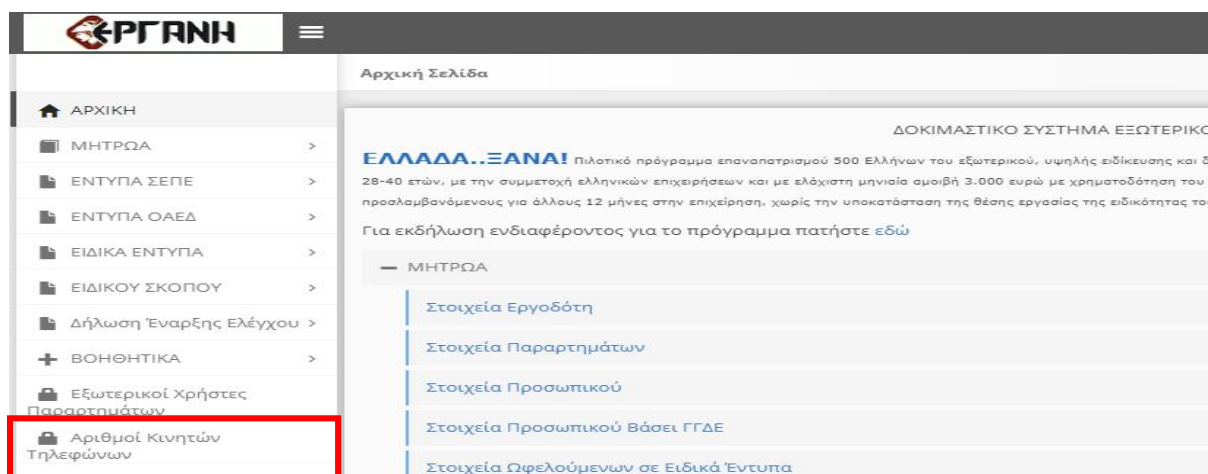 ΕΡΓΑΝΗ
Αρχική Σελίδα
ΑΡΧΙΚΗ
ΜΗΤΡΩΑ
ΕΝΤΥΠΑ ΣΕΠΕ
ΕΝΤΥΠΑ ΟΑΕΔ
ΕΙΔΙΚΑ ΕΝΤΥΠΑ
ΕΙΔΙΚΟΥ ΣΚΟΠΟΥ
Δήλωση Έναρξης Ελέγχου
ΒΟΗΘΗΤΙΚΑ
Εξωτερικοί Χρήστες
Παραρτημάτων
Αριθμοί Κινητών
Τηλεφώνων
ΔΟΚΙΜΑΣΤΙΚΟ ΣΥΣΤΗΜΑ ΕΞΩΤΕΡΙΚΟ
ΕΛΛΑΔΑ..ΞΑΝΑ! Πιλοτικό πρόγραμμα επαναπατρισμού 500 Ελλήνων του εξωτερικού, υψηλής ειδίκευσης και δ
28-40 ετών, με την συμμετοχή ελληνικών επιχειρήσεων και με ελάχιστη μηνιαία αμοιβή 3.000 ευρώ με χρηματοδότηση του
προσλαμβανόμενους για άλλους 12 μήνες στην επιχείρηση, χωρίς την υποκατάσταση της θέσης εργασίας της ειδικότητας το
Για εκδήλωση ενδιαφέροντος για το πρόγραμμα πατήστε εδώ
ΜΗΤΡΩΑ
Στοιχεία Εργοδότη
Στοιχεία Παραρτημάτων
Στοιχεία Προσωπικού
Στοιχεία Προσωπικού Βάσει ΓΓΔΕ
Στοιχεία Ωφελούμενων σε Ειδικά Έντυπα